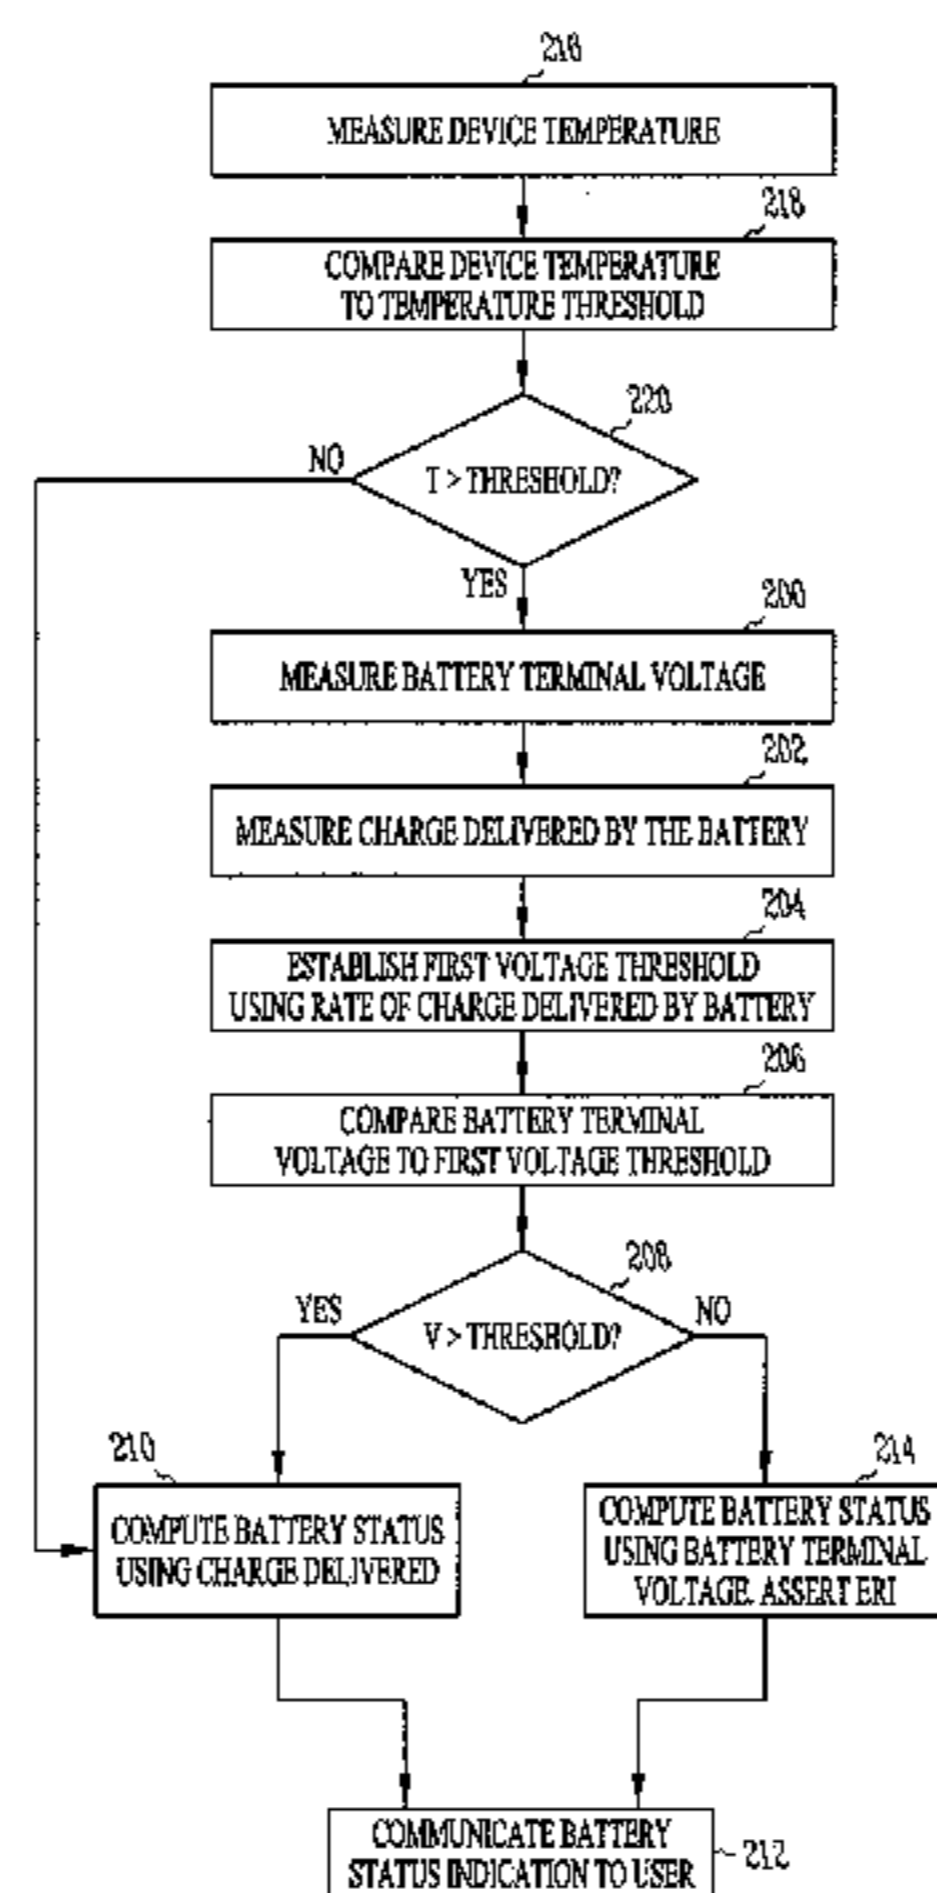 216
MEASURE DEVICE TEMPERATURE
218
COMPARE DEVICE TEMPERATURE
TO TEMPERATURE THRESHOLD
220
NO
T > THRESHOLD?
YES
200
MEASURE BATTERY TERMINAL VOLTAGE
202
MEASURE CHARGE DELIVERED BY THE BATTERY
204
ESTABLISH FIRST VOLTAGE THRESHOLD
USING RATE OF CHARGE DELIVERED BY BATTERY
206
COMPARE BATTERY TERMINAL
VOLTAGE TO FIRST VOLTAGE THRESHOLD
208
YES
NO
V > THRESHOLD?
210
214
COMPUTE BATTERY STATUS
USING CHARGE DELIVERED
COMPUTE BATTERY STATUS
USING BATTERY TERMINAL
VOLTAGE. ASSERT ERI
COMMUNICATE BATTERY
STATUS INDICATION TO USER
212